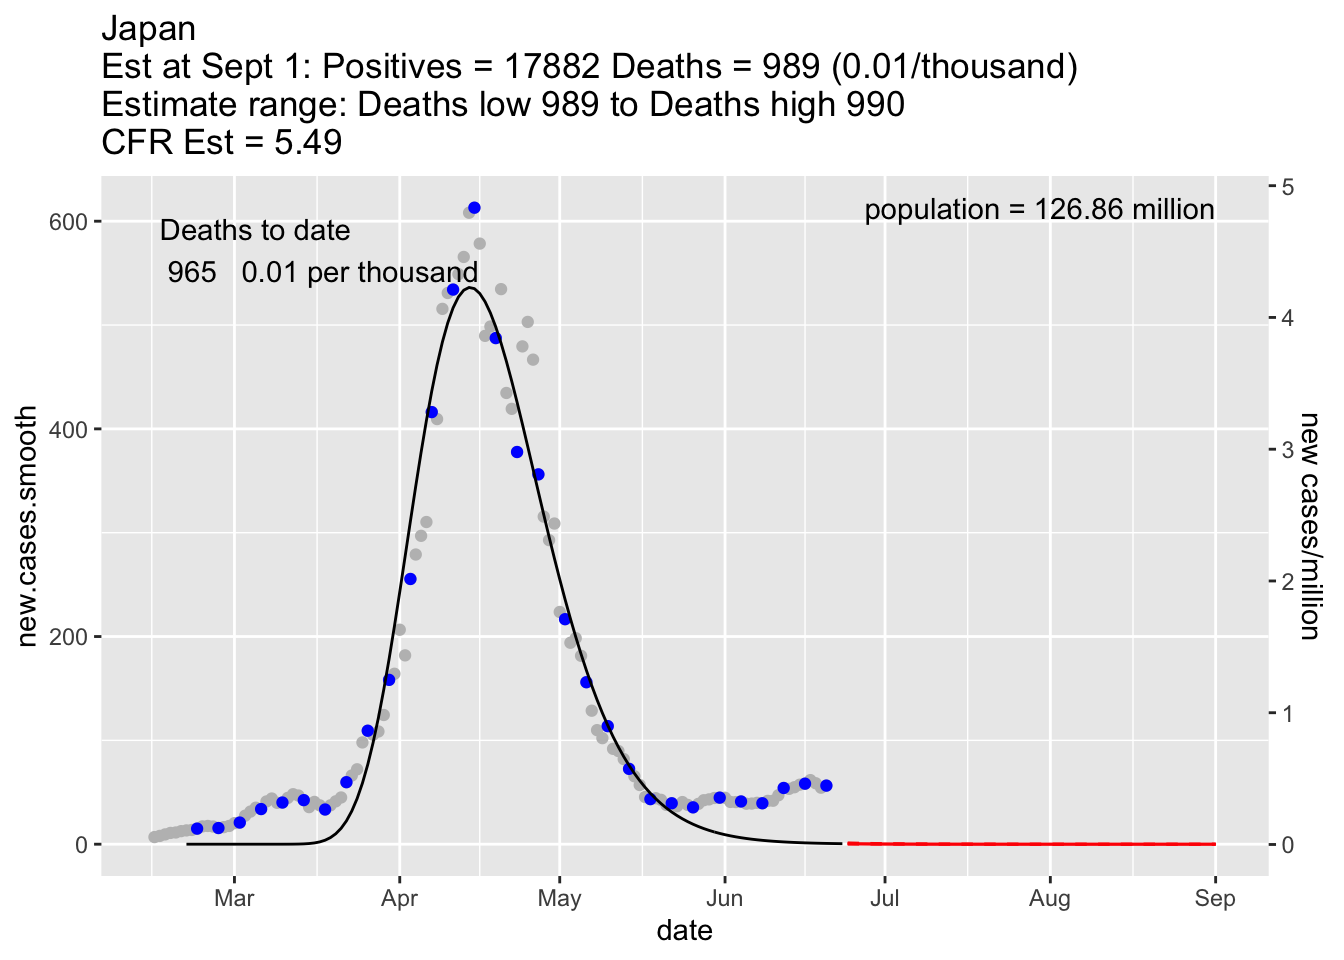 Japan
Est at Sept 1: Positives = 17882 Deaths = 989 (0.01/thousand)
Estimate range: Deaths low 989 to Deaths high 990
CFR Est = 5.49
Deaths to date
965 0.01 per thousand
population = 126.86 million
new.cases.smooth
600
400
200
0
5
4
3
2
1
0
new cases/million
Mar Apr May Jun Jul Aug Sep
date